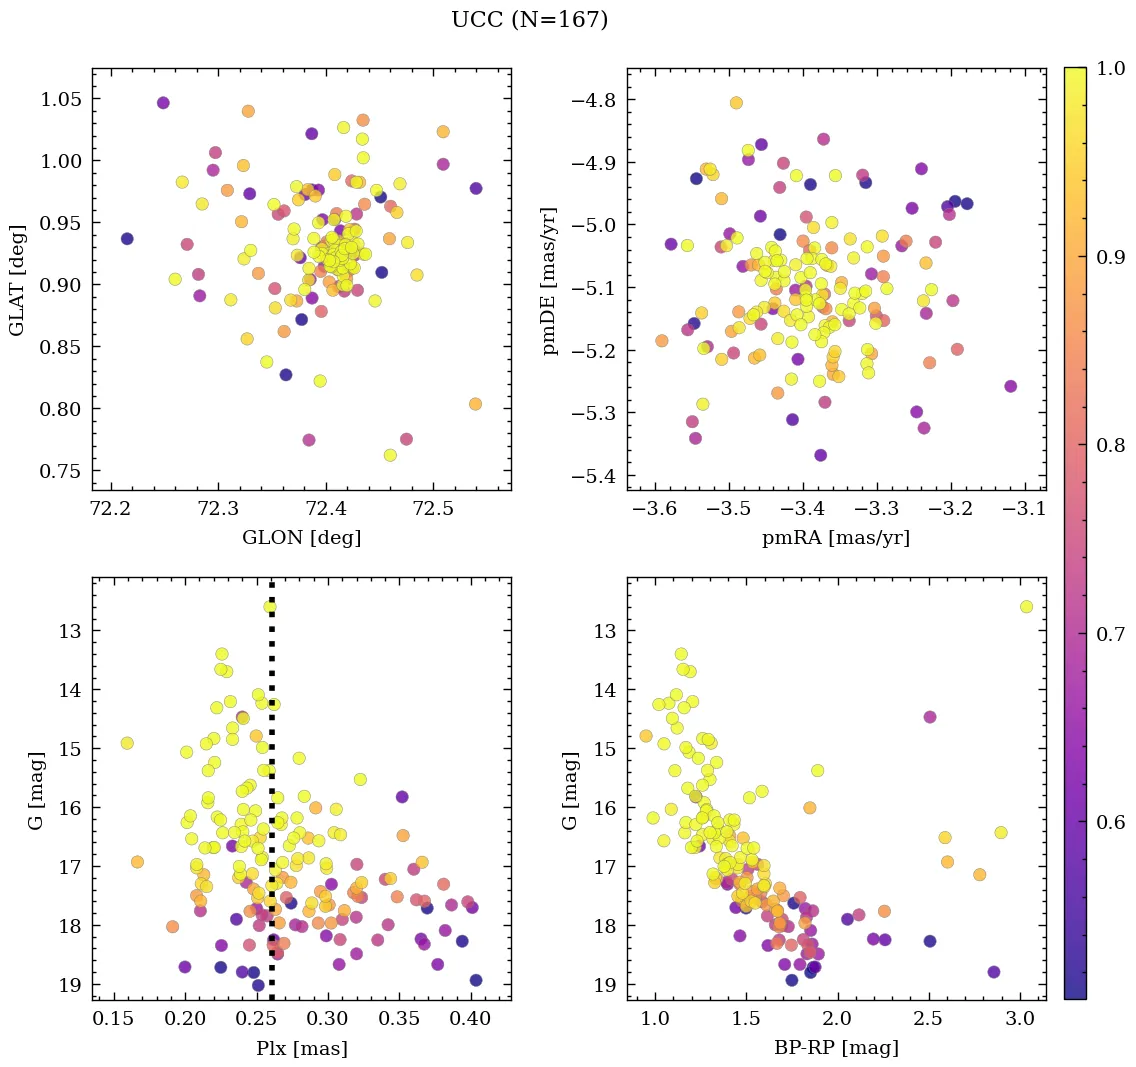 UCC (N=167)
1.05
1.00
0.95
0.90
0.85
0.80
0.75
GLAT [deg]
72.2 72.3 72.4 72.5
GLON [deg]
−4.8
−4.9
−5.0
−5.1
−5.2
−5.3
−5.4
pmDE [mas/yr]
−3.6 −3.5 −3.4 −3.3 −3.2 −3.1
pmRA [mas/yr]
13
14
15
16
17
18
19
G [mag]
0.15 0.20 0.25 0.30 0.35 0.40
Plx [mas]
13
14
15
16
17
18
19
G [mag]
1.0 1.5 2.0 2.5 3.0
BP-RP [mag]
1.0
0.9
0.8
0.7
0.6